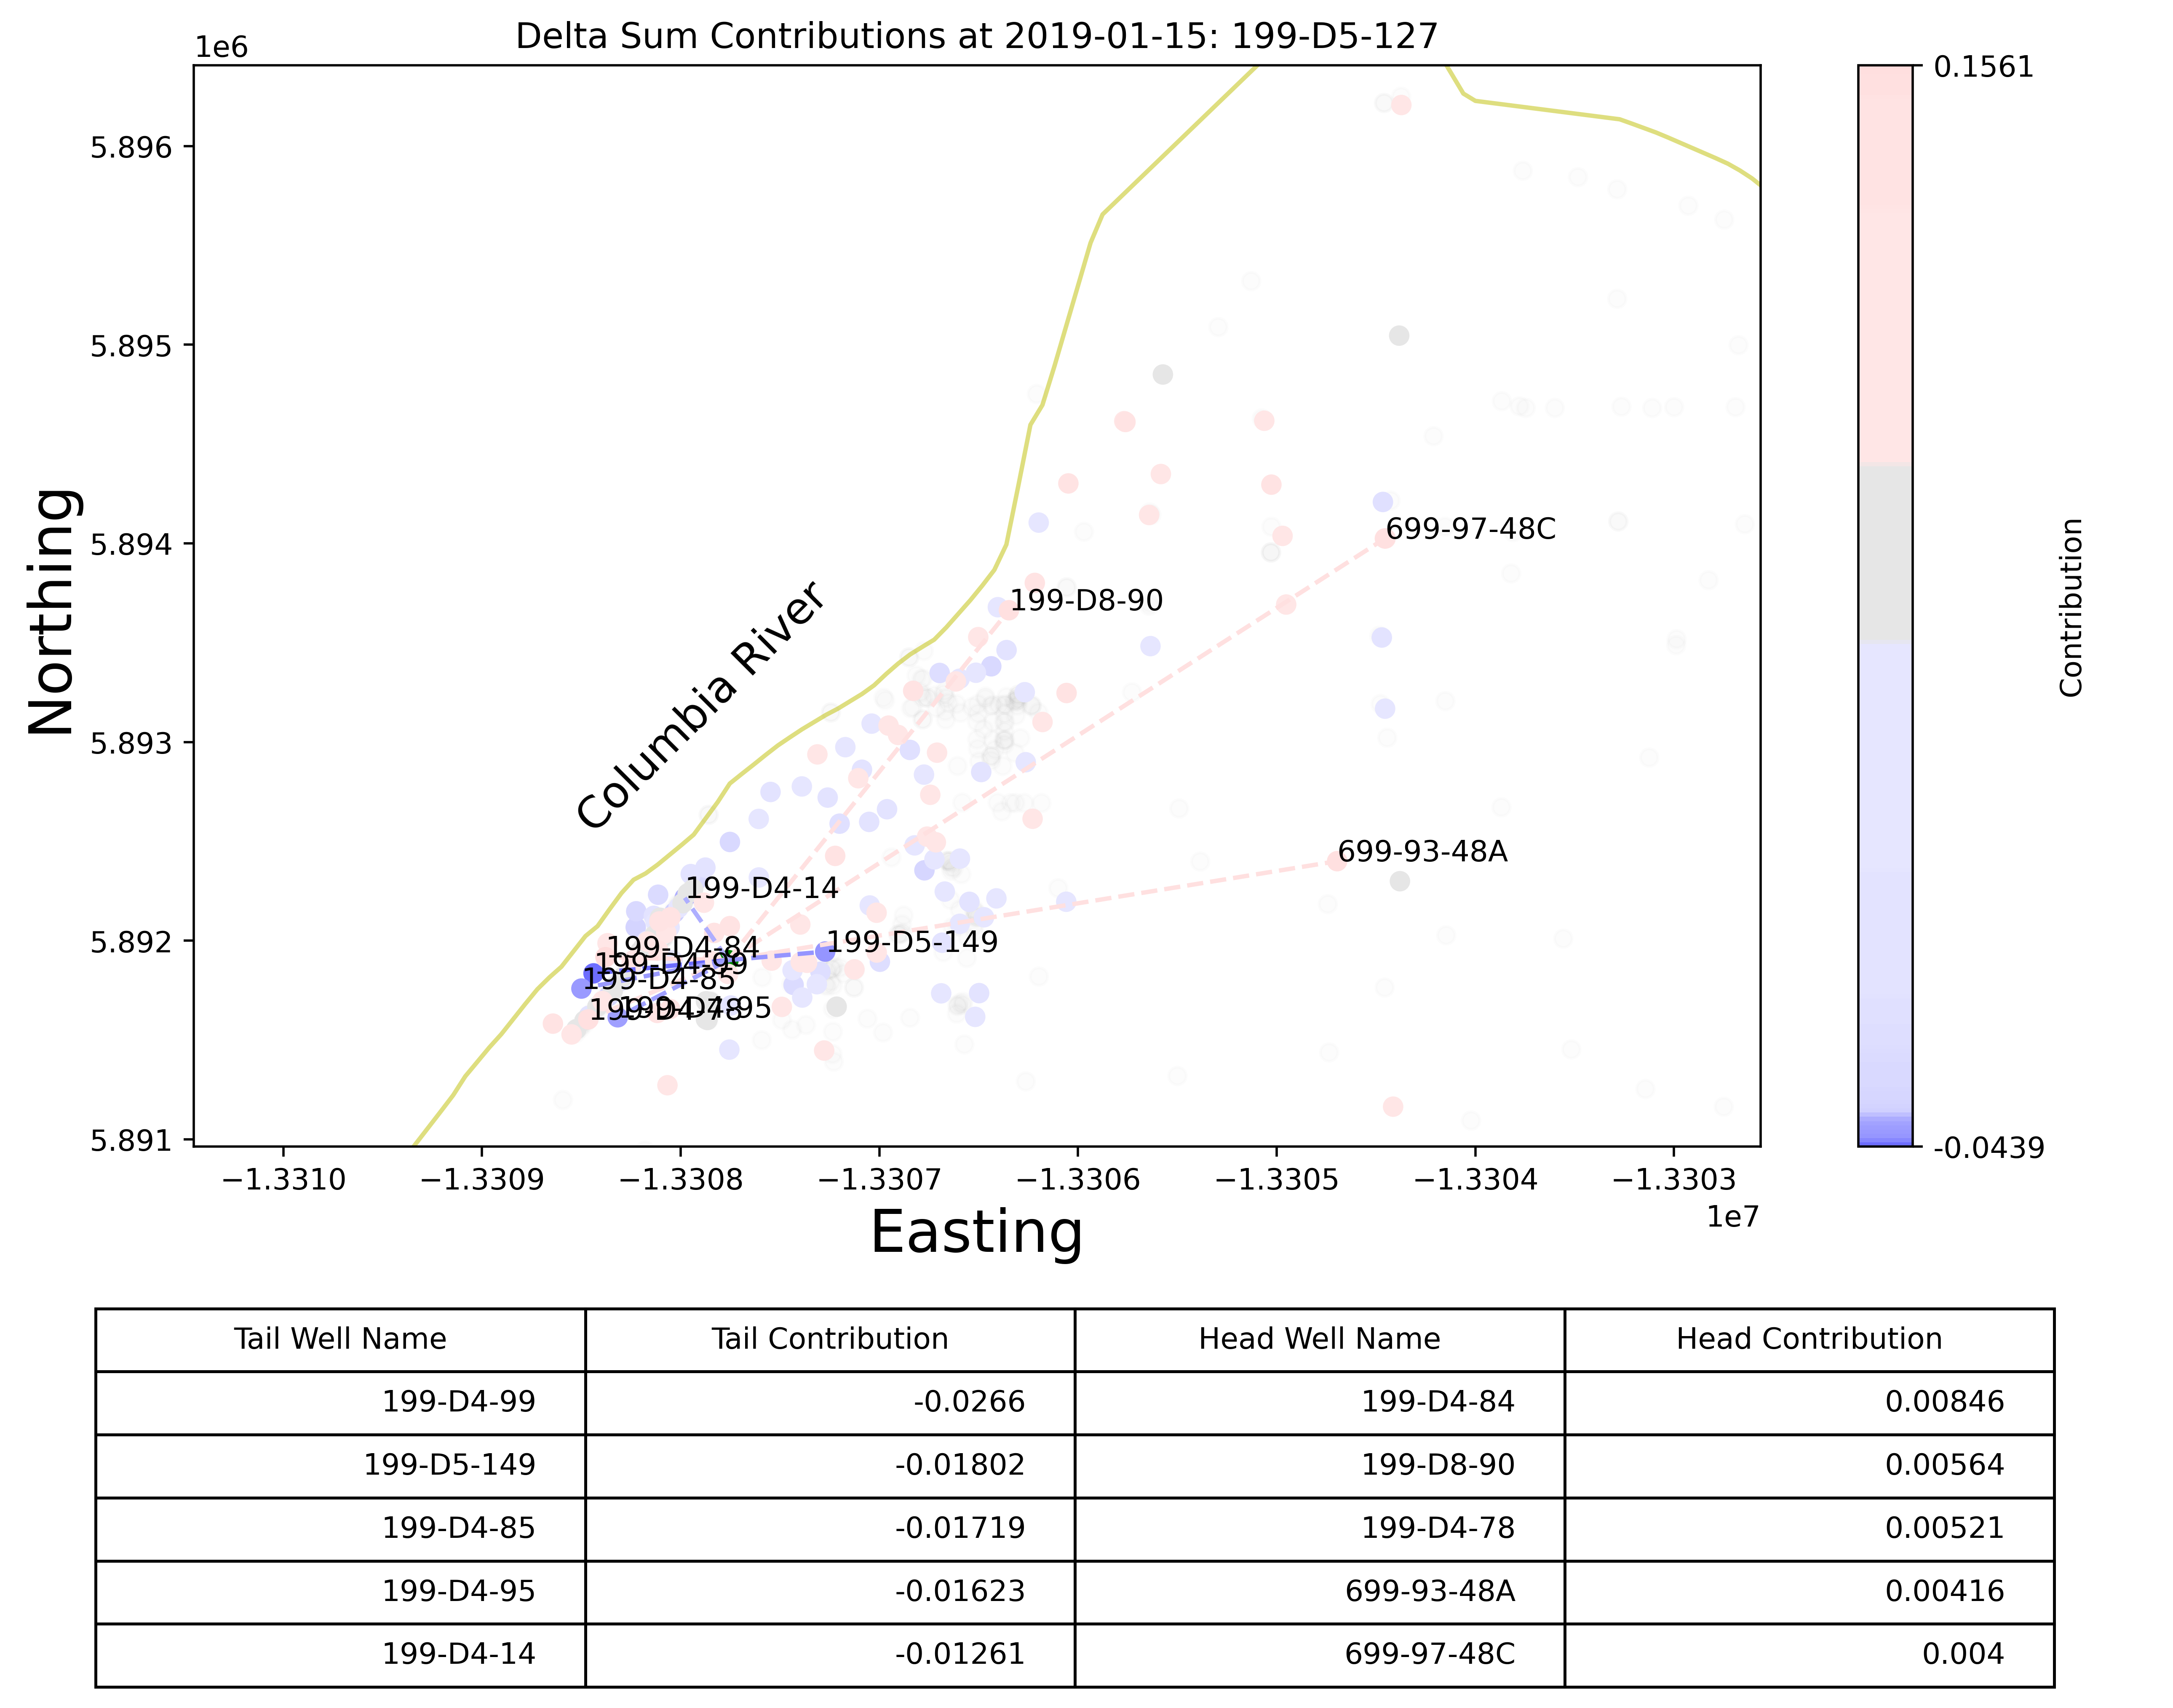 Delta Sum Contributions at 2019-01-15: 199-D5-127
1e6
5.896
5.895
5.894
5.893
5.892
5.891
Northing
Columbia River
699-97-48C
199-D8-90
699-93-48A
199-D4-14
199-D5-149
199-D4-84
199-D4-99
199-D4-85
199-D4-78
199-D4-95
−1.3310 −1.3309 −1.3308 −1.3307 −1.3306 −1.3305 −1.3304 −1.3303
1e7
Easting
0.1561
-0.0439
Contribution
Tail Well Name Tail Contribution Head Well Name Head Contribution
199-D4-99 -0.0266 199-D4-84 0.00846
199-D5-149 -0.01802 199-D8-90 0.00564
199-D4-85 -0.01719 199-D4-78 0.00521
199-D4-95 -0.01623 699-93-48A 0.00416
199-D4-14 -0.01261 699-97-48C 0.004